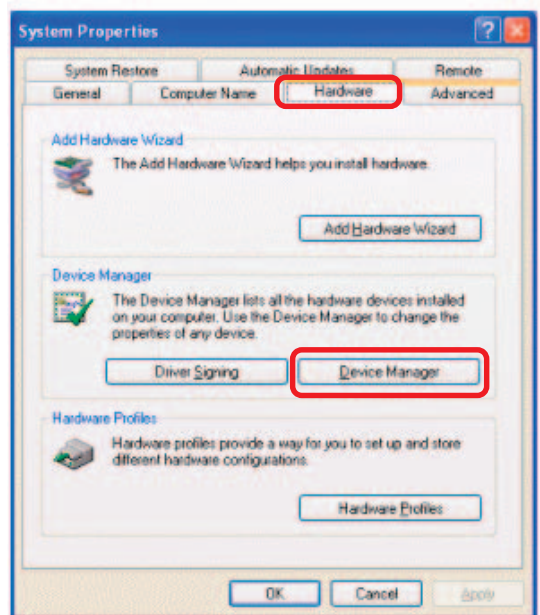 System Properties
System Restore Automatic Updates Remote
General Computer Name Hardware Advanced
Add Hardware Wizard
The Add Hardware Wizard helps you install hardware.
Add Hardware Wizard
Device Manager
The Device Manager lists all the hardware devices installed
on your computer. Use the Device Manager to change the
properties of any device.
Driver Signing Device Manager
Hardware Profiles
Hardware profiles provide a way for you to set up and store
different hardware configurations.
Hardware Profiles
OK Cancel Apply